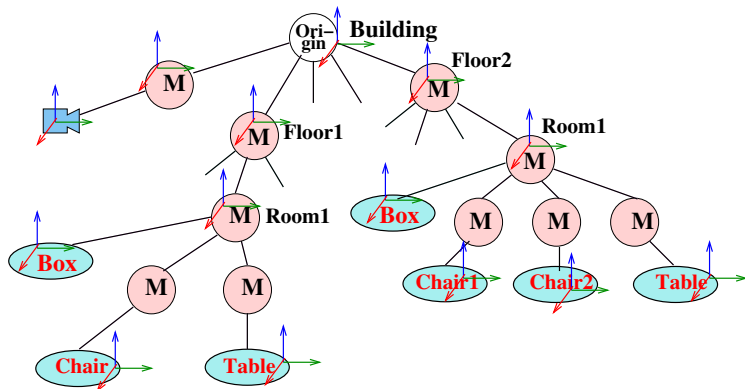 Ori-
gin
Building
Floor2
M
M
M
Floor1
Room1
M
Box
M
Room1
M
M
M
Box
Chair1
Chair2
Table
M
M
Chair
Table